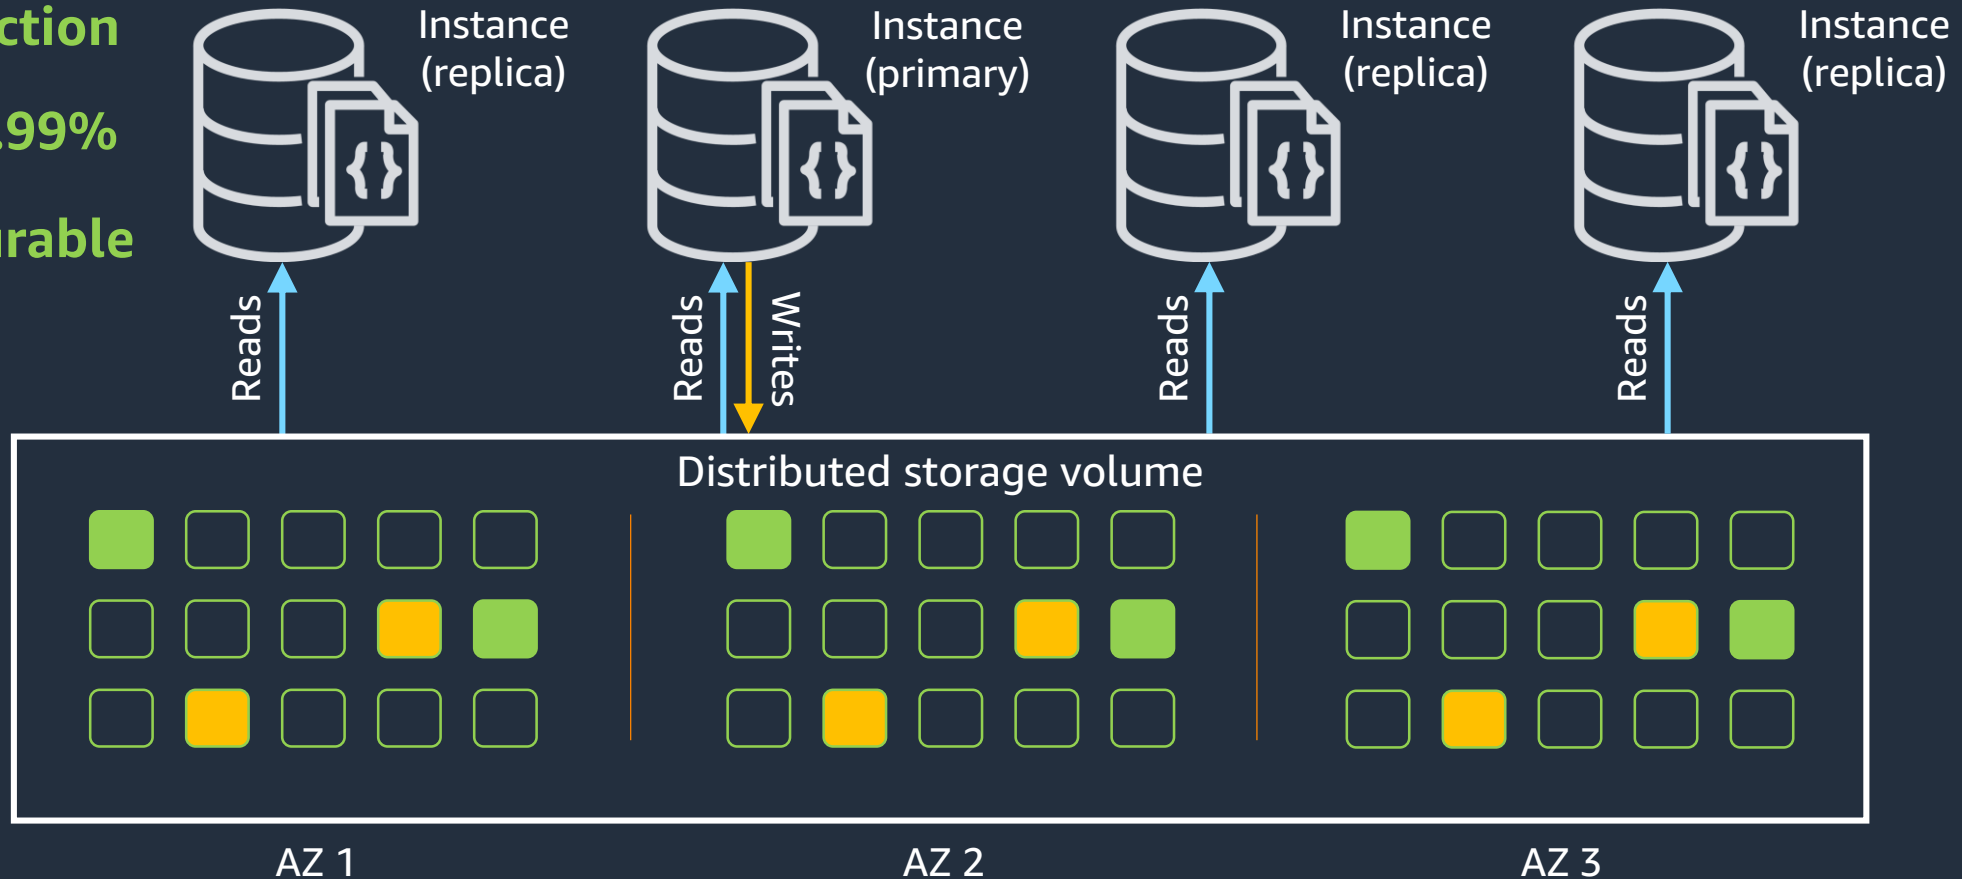 ction
.99%
urable
Instance
(replica)
Instance
(primary)
Instance
(replica)
Instance
(replica)
{}
{}
{}
{}
Reads
Reads
Writes
Reads
Reads
Distributed storage volume
AZ 1
AZ 2
AZ 3